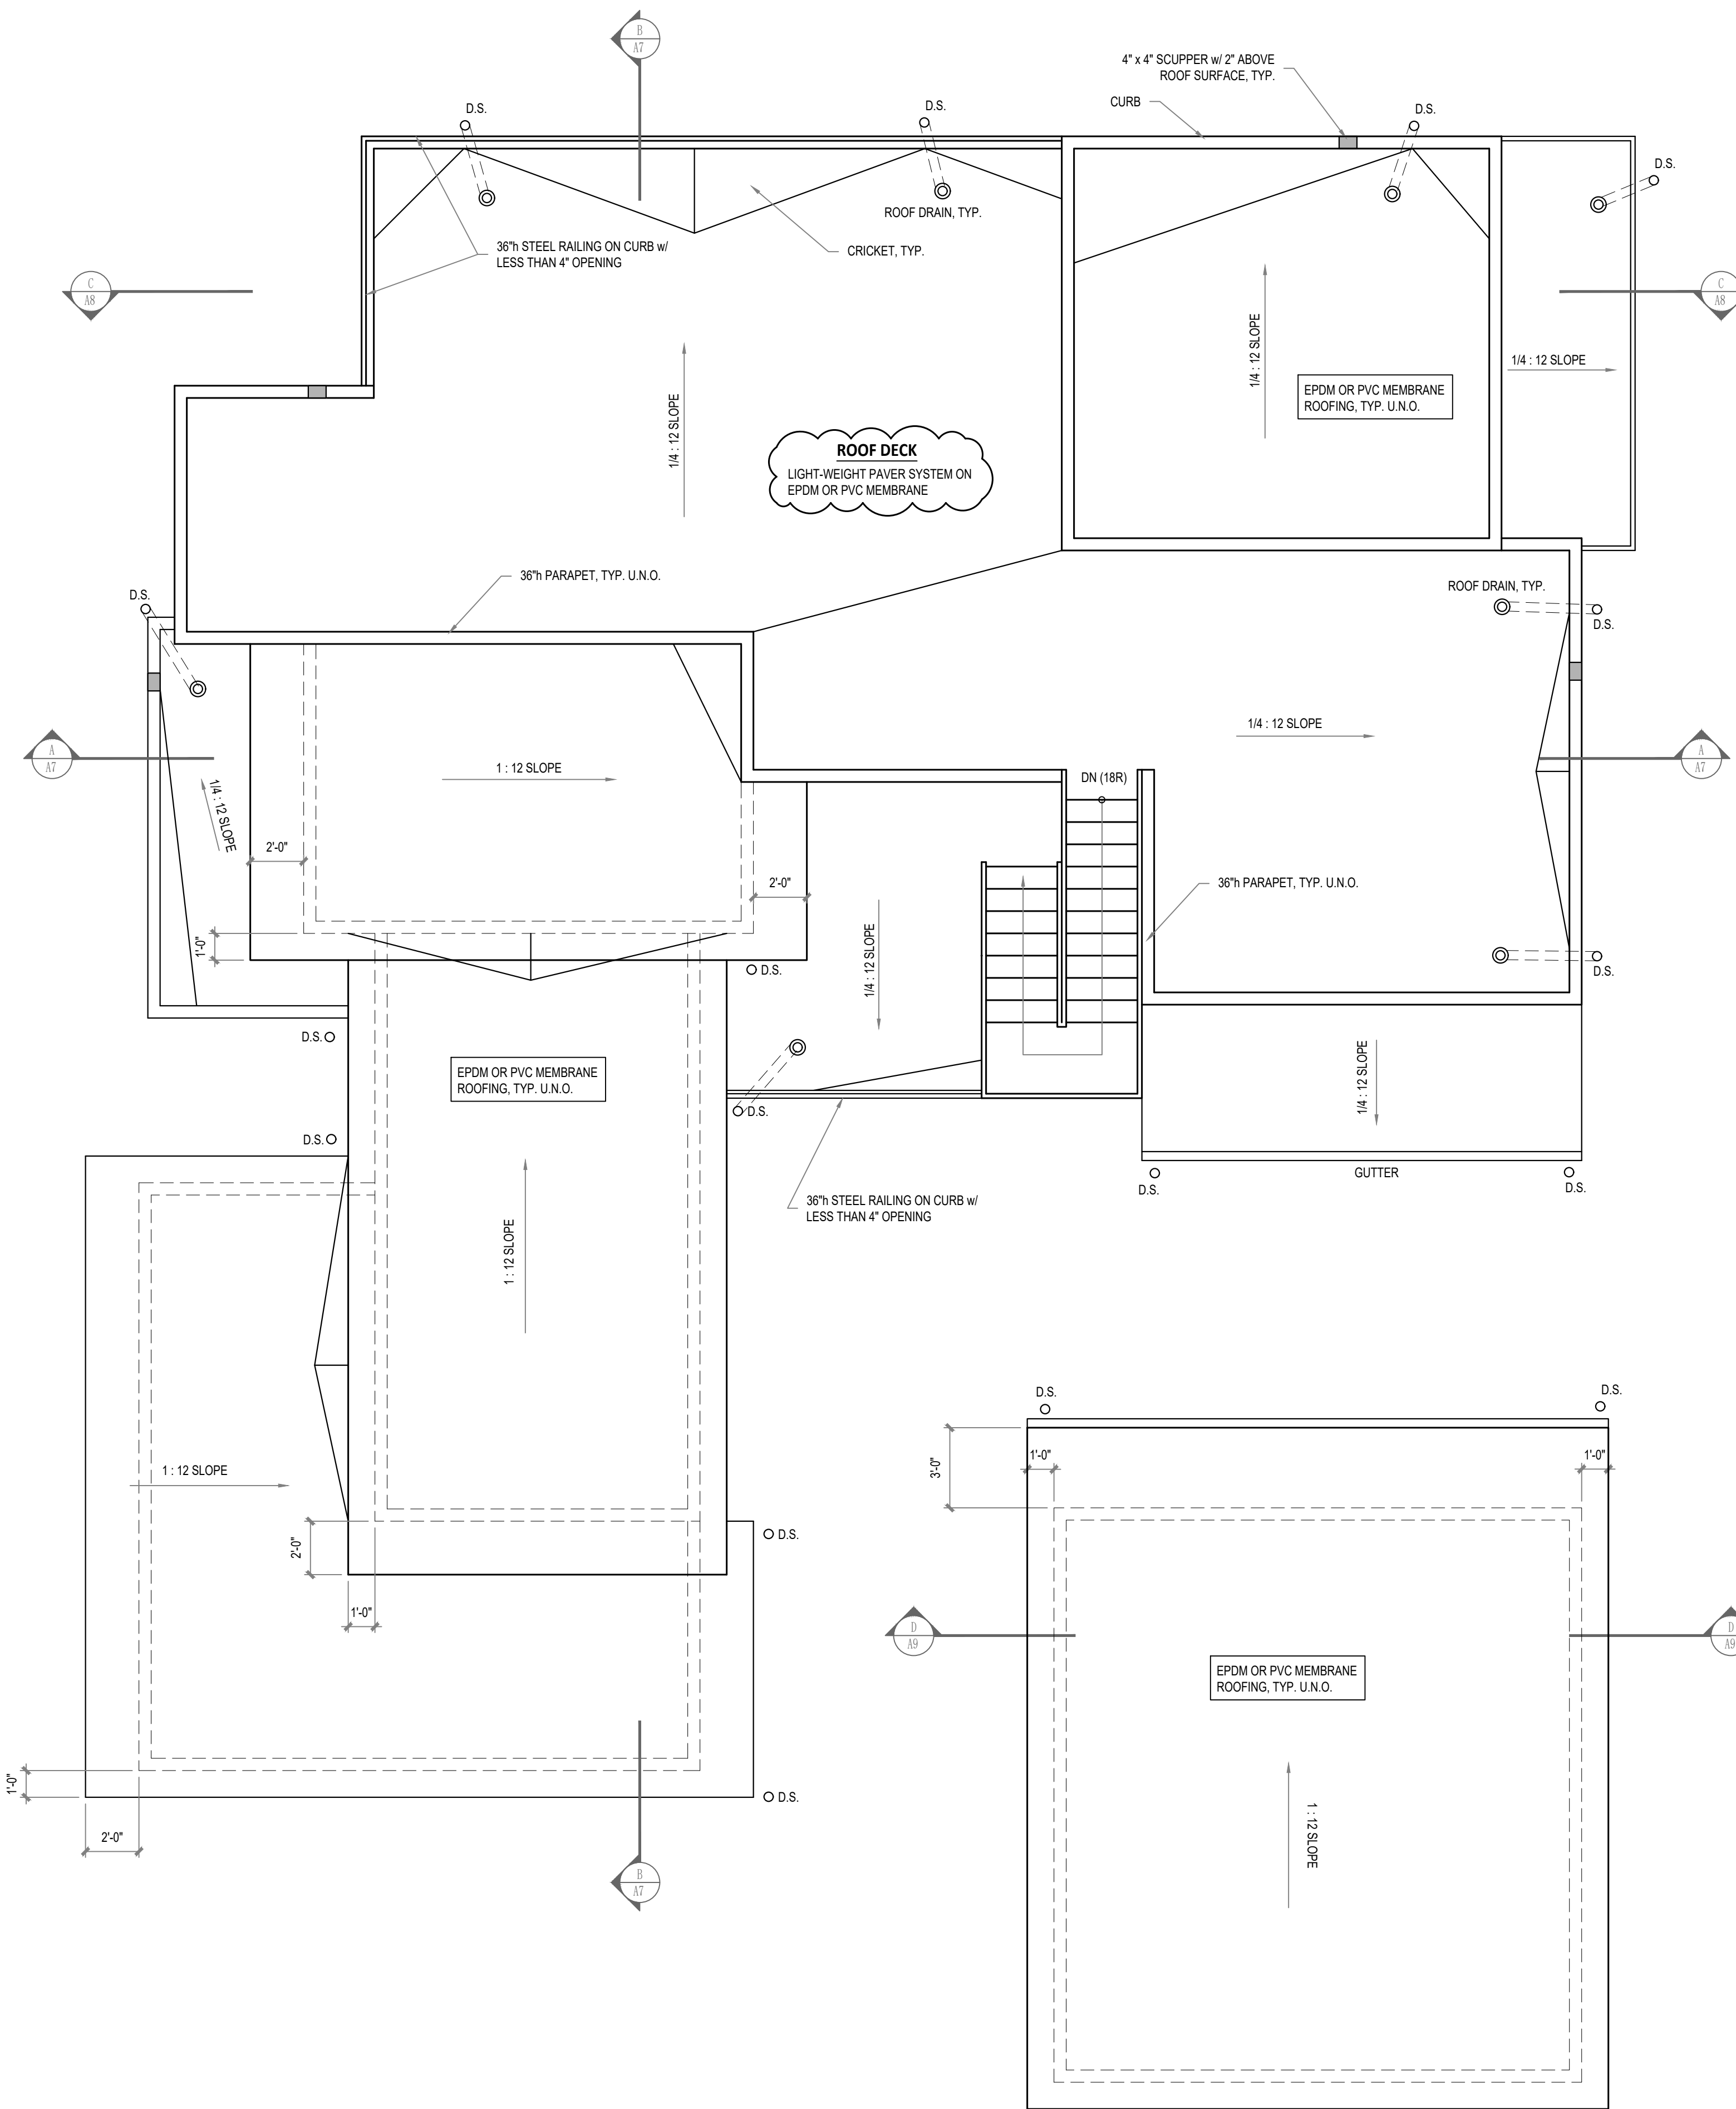 B
A7
4" x 4" SCUPPER w/ 2" ABOVE
ROOF SURFACE, TYP.
CURB
D.S.
D.S.
D.S.
D.S.
ROOF DRAIN, TYP.
36"h STEEL RAILING ON CURB w/
LESS THAN 4" OPENING
CRICKET, TYP.
C
A8
C
A8
1/4 : 12 SLOPE
1/4 : 12 SLOPE
1/4 : 12 SLOPE
EPDM OR PVC MEMBRANE
ROOFING, TYP. U.N.O.
ROOF DECK
LIGHT-WEIGHT PAVER SYSTEM ON
EPDM OR PVC MEMBRANE
36"h PARAPET, TYP. U.N.O.
ROOF DRAIN, TYP.
D.S.
D.S.
A
A7
1 : 12 SLOPE
1/4 : 12 SLOPE
DN (18R)
A
A7
1/4 : 12 SLOPE
2'-0"
2'-0"
36"h PARAPET, TYP. U.N.O.
1'-0"
1/4 : 12 SLOPE
D.S.
D.S.
D.S.
EPDM OR PVC MEMBRANE
ROOFING, TYP. U.N.O.
1/4 : 12 SLOPE
D.S.
D.S.
GUTTER
D.S.
D.S.
36"h STEEL RAILING ON CURB w/
LESS THAN 4" OPENING
1 : 12 SLOPE
D.S.
D.S.
1 : 12 SLOPE
3'-0"
1'-0"
1'-0"
2'-0"
D.S.
1'-0"
D
A9
D
A9
EPDM OR PVC MEMBRANE
ROOFING, TYP. U.N.O.
1'-0"
D.S.
2'-0"
1 : 12 SLOPE
B
A7